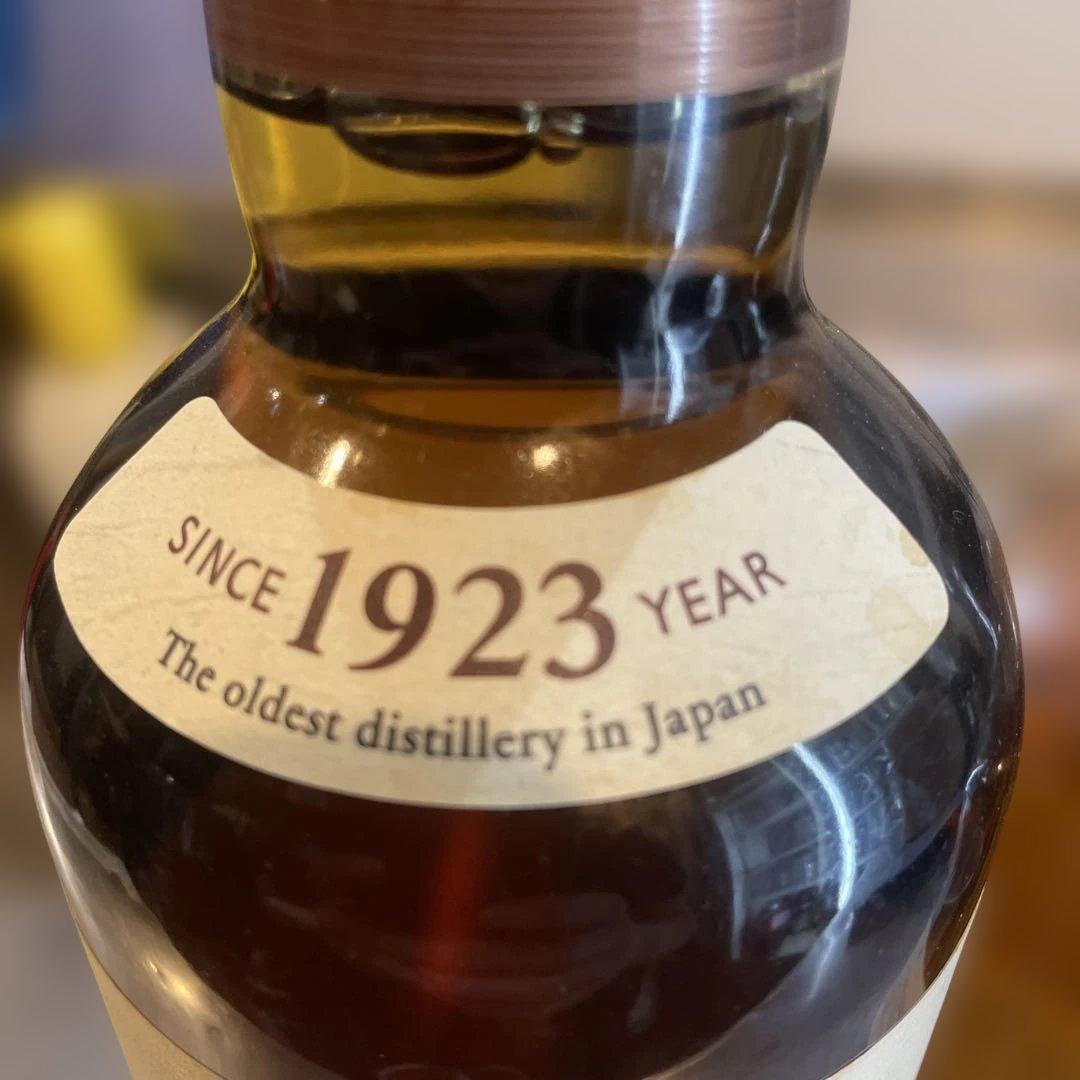 SINCE 1923 YEAR
The oldest distillery in Japan